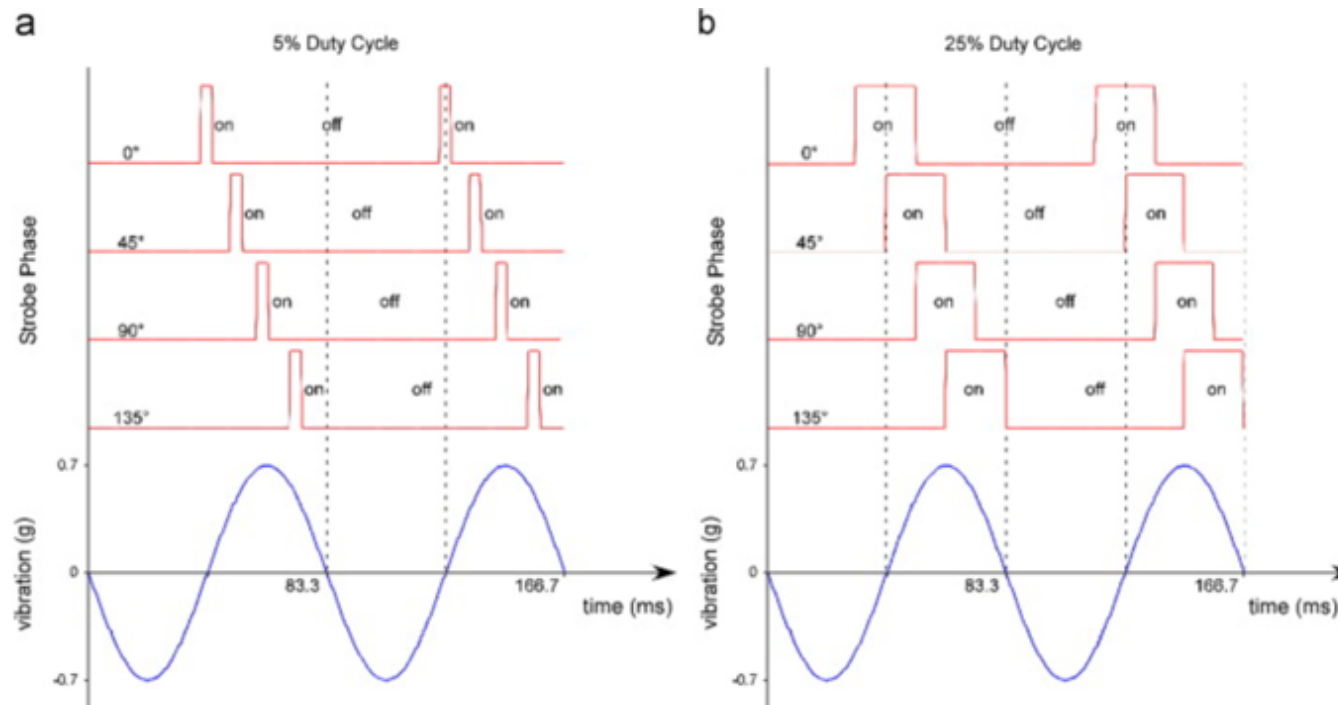 a
5% Duty Cycle
on off on
0°
on off on
45°
on off on
90°
on off on
135°
Strobe Phase
0.7
0
-0.7
vibration (g)
83.3
166.7
time (ms)
b
25% Duty Cycle
on off on
0°
on off on
45°
on off on
90°
on off on
135°
Strobe Phase
0.7
0
-0.7
vibration (g)
83.3
166.7
time (ms)